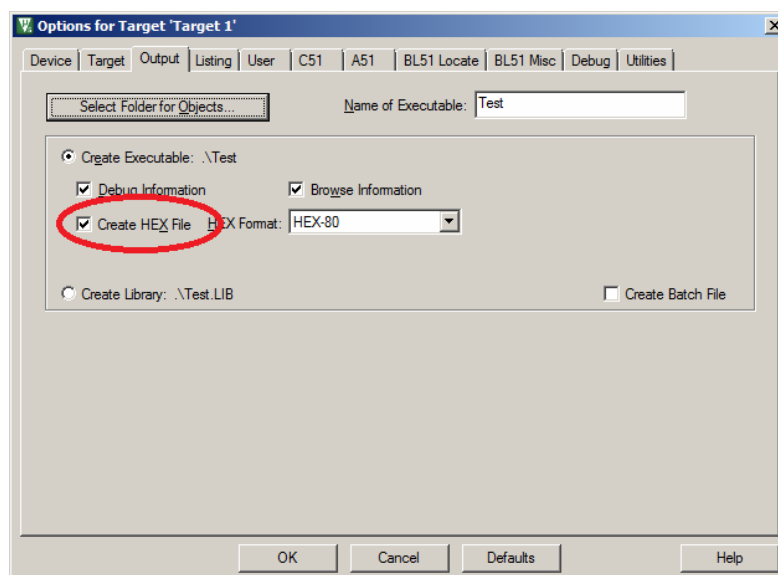 Options for Target 'Target 1'
Device Target Output Listing User C51 A51 BL51 Locate BL51 Misc Debug Utilities
Select Folder for Objects... Name of Executable: Test
Create Executable: .\Test
Debug Information Browse Information
Create HEX File HEX Format: HEX-80
Create Library: .\Test.LIB Create Batch File
OK Cancel Defaults Help